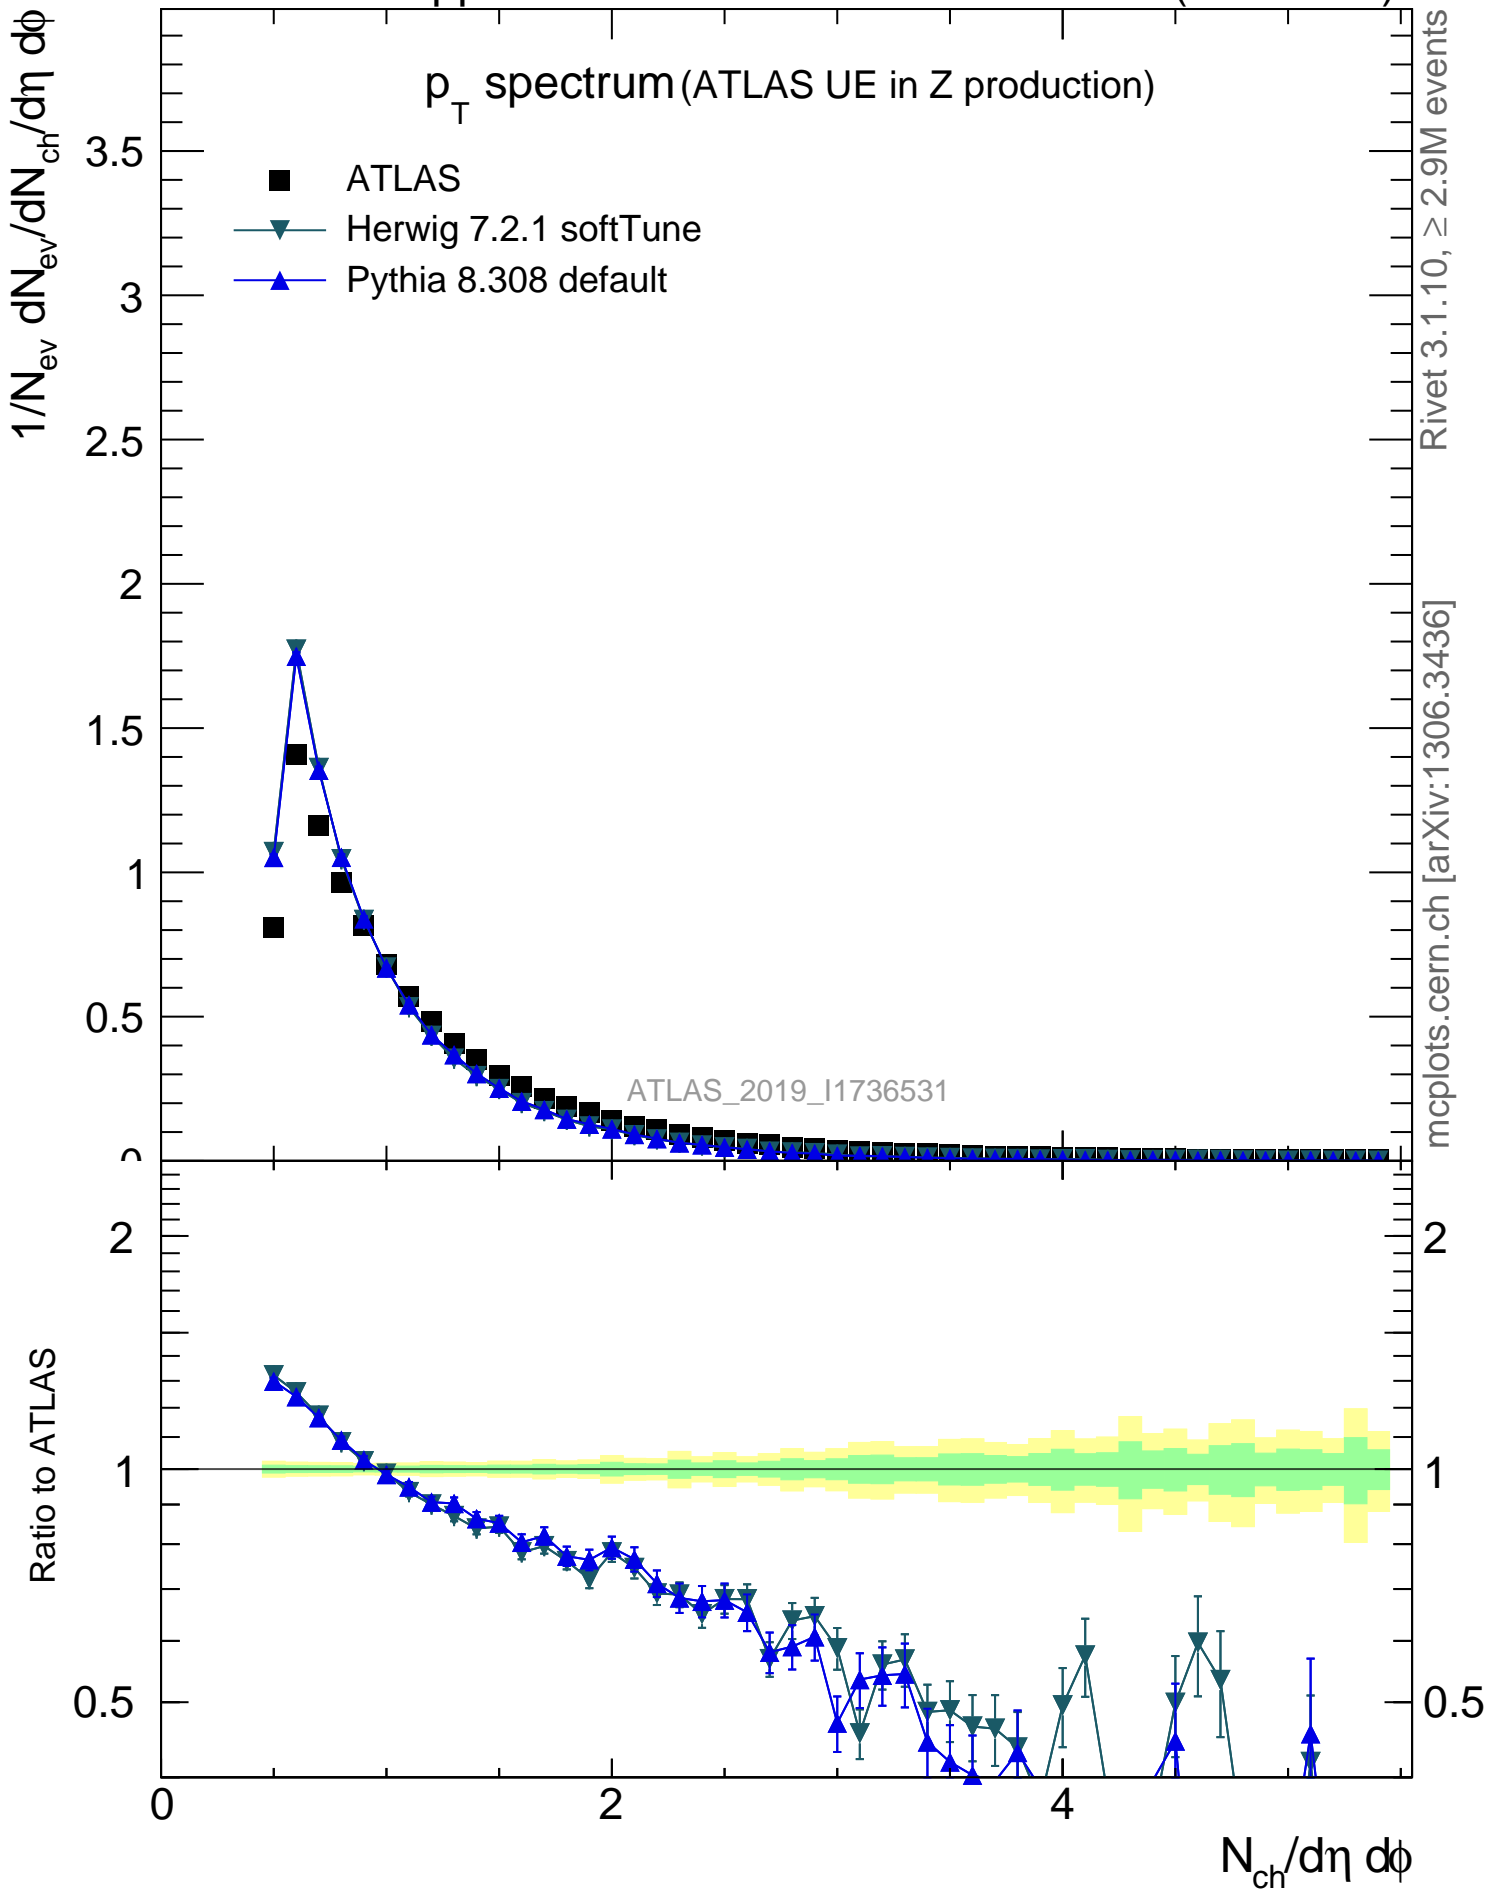 pp
p_T spectrum (ATLAS UE in Z production)
ATLAS
Herwig 7.2.1 softTune
Pythia 8.308 default
1/N_ev dN_ev/dN_ch/dη dϕ
3.5
3
2.5
2
1.5
1
0.5
0
ATLAS_2019_I1736531
Rivet 3.1.10, ≥ 2.9M events
mcplots.cern.ch [arXiv:1306.3436]
Ratio to ATLAS
2
1
0.5
2
1
0.5
0
2
4
N_ch/dη dϕ